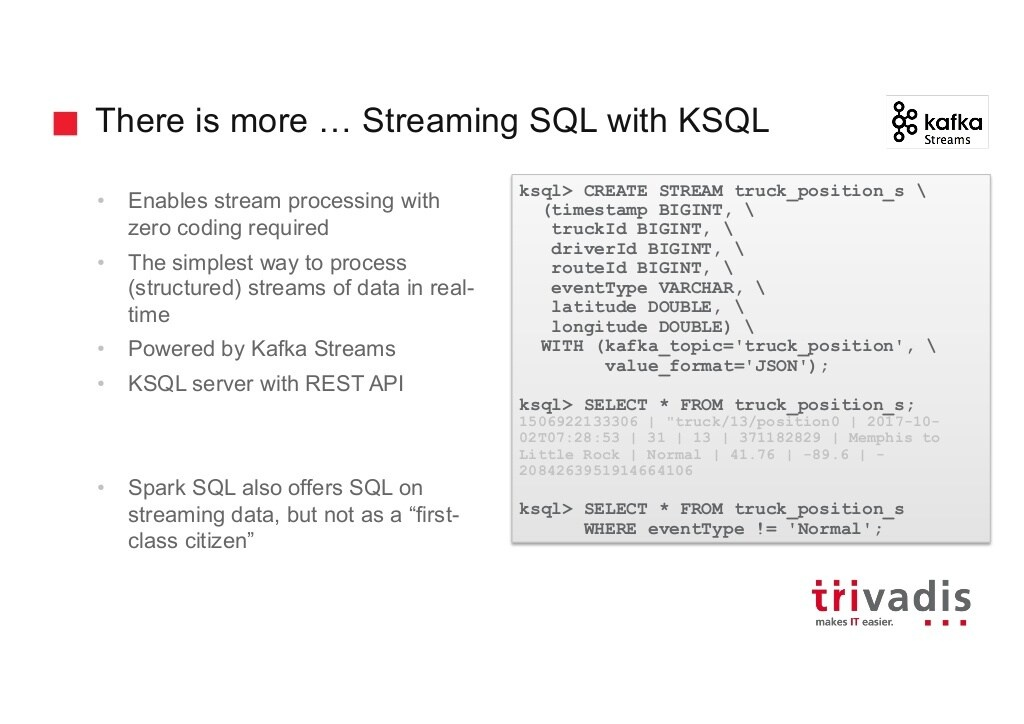 There is more … Streaming SQL with KSQL
kafka
Streams
• Enables stream processing with
zero coding required
• The simplest way to process
(structured) streams of data in real-
time
• Powered by Kafka Streams
• KSQL server with REST API
• Spark SQL also offers SQL on
streaming data, but not as a “first-
class citizen”
ksql> CREATE STREAM truck_position_s \
(timestamp BIGINT, \
truckId BIGINT, \
driverId BIGINT, \
routeId BIGINT, \
eventType VARCHAR, \
latitude DOUBLE, \
longitude DOUBLE) \
WITH (kafka_topic='truck_position', \
value_format='JSON');
ksql> SELECT * FROM truck_position_s;
1506922133306 | "truck/13/position0 | 2017-10-
02T07:28:53 | 31 | 13 | 371182829 | Memphis to
Little Rock | Normal | 41.76 | -89.6 | -
2084263951914664106
ksql> SELECT * FROM truck_position_s
WHERE eventType != 'Normal';
trivadis
makes IT easier.